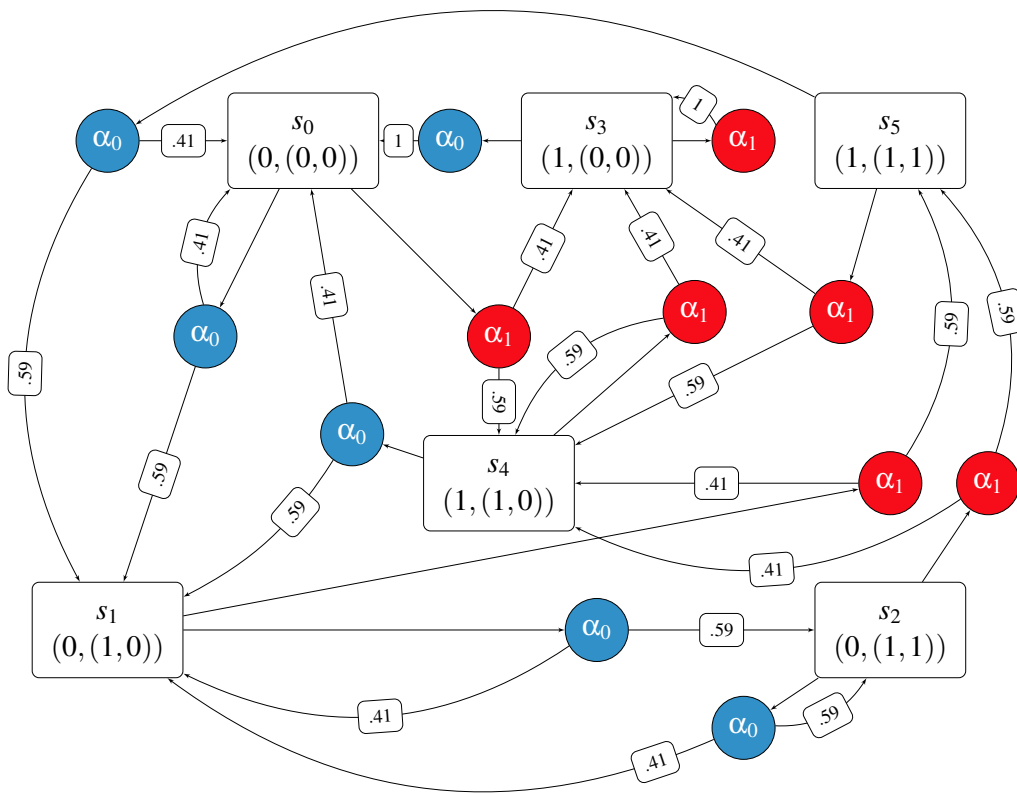 α₀
.41
s₀
(0,(0,0))
1
α₀
s₃
(1,(0,0))
1
α₁
s₅
(1,(1,1))
.41
.41
.41
.41
.41
α₀
α₁
α₁
α₁
.59
.59
.59
.59
.59
.59
α₀
s₄
(1,(1,0))
.59
.59
.41
α₁
α₁
.41
s₁
(0,(1,0))
α₀
.59
s₂
(0,(1,1))
.41
α₀
.59
.41